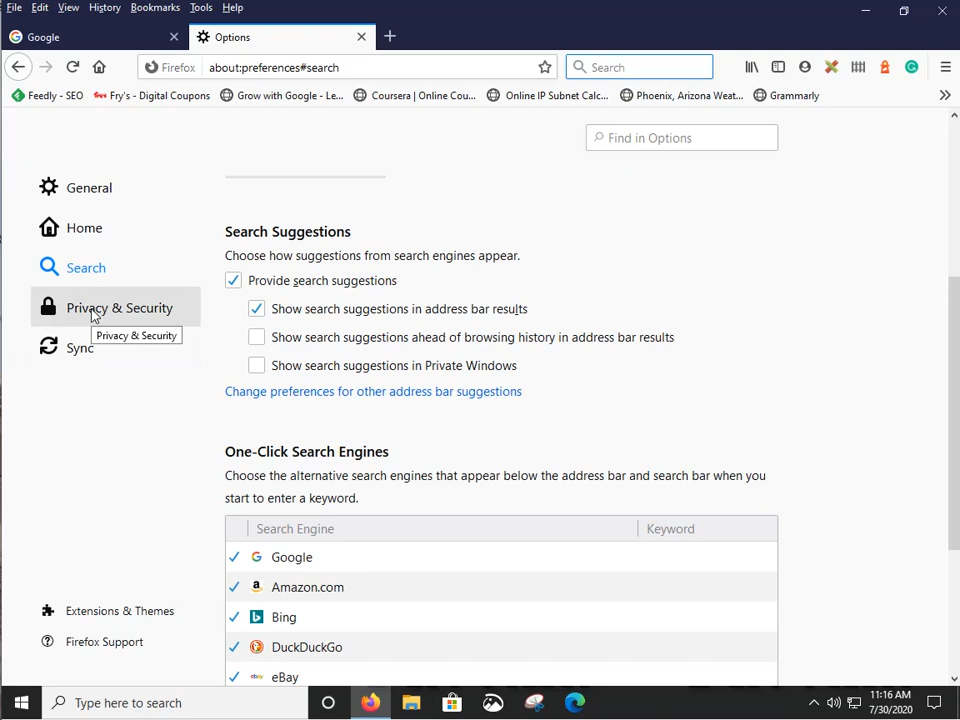 File Edit View History Bookmarks Tools Help
Google Options
Firefox about:preferences#search Search
Feedly - SEO Fry's - Digital Coupons Grow with Google - Le... Coursera | Online Cou... Online IP Subnet Calc... Phoenix, Arizona Weat... Grammarly
Find in Options
General
Home
Search
Privacy & Security
Privacy & Security
Sync
Search Suggestions
Choose how suggestions from search engines appear.
Provide search suggestions
Show search suggestions in address bar results
Show search suggestions ahead of browsing history in address bar results
Show search suggestions in Private Windows
Change preferences for other address bar suggestions
One-Click Search Engines
Choose the alternative search engines that appear below the address bar and search bar when you
start to enter a keyword.
Search Engine Keyword
Google
Amazon.com
Bing
DuckDuckGo
eBay
Extensions & Themes
Firefox Support
Type here to search
11:16 AM
7/30/2020